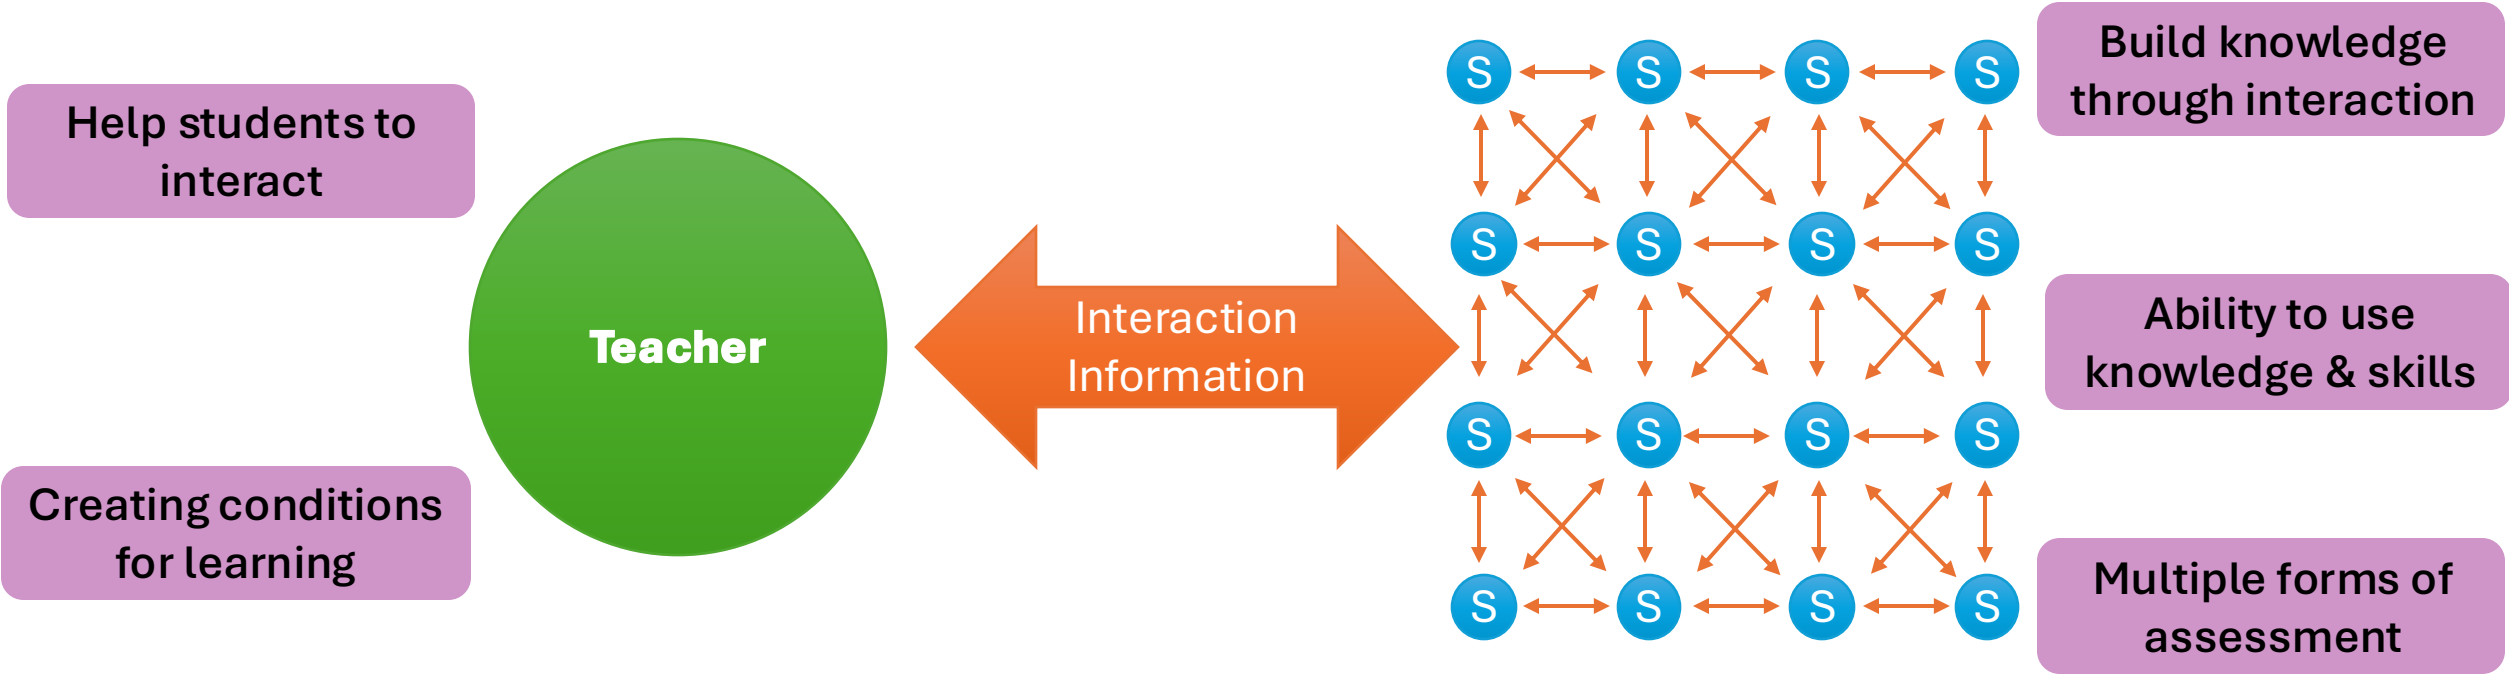 Help students to
interact
Creating conditions
for learning
Teacher
Interaction
Information
S S S S
S S S S
S S S S
S S S S
Build knowledge
through interaction
Ability to use
knowledge & skills
Multiple forms of
assessment